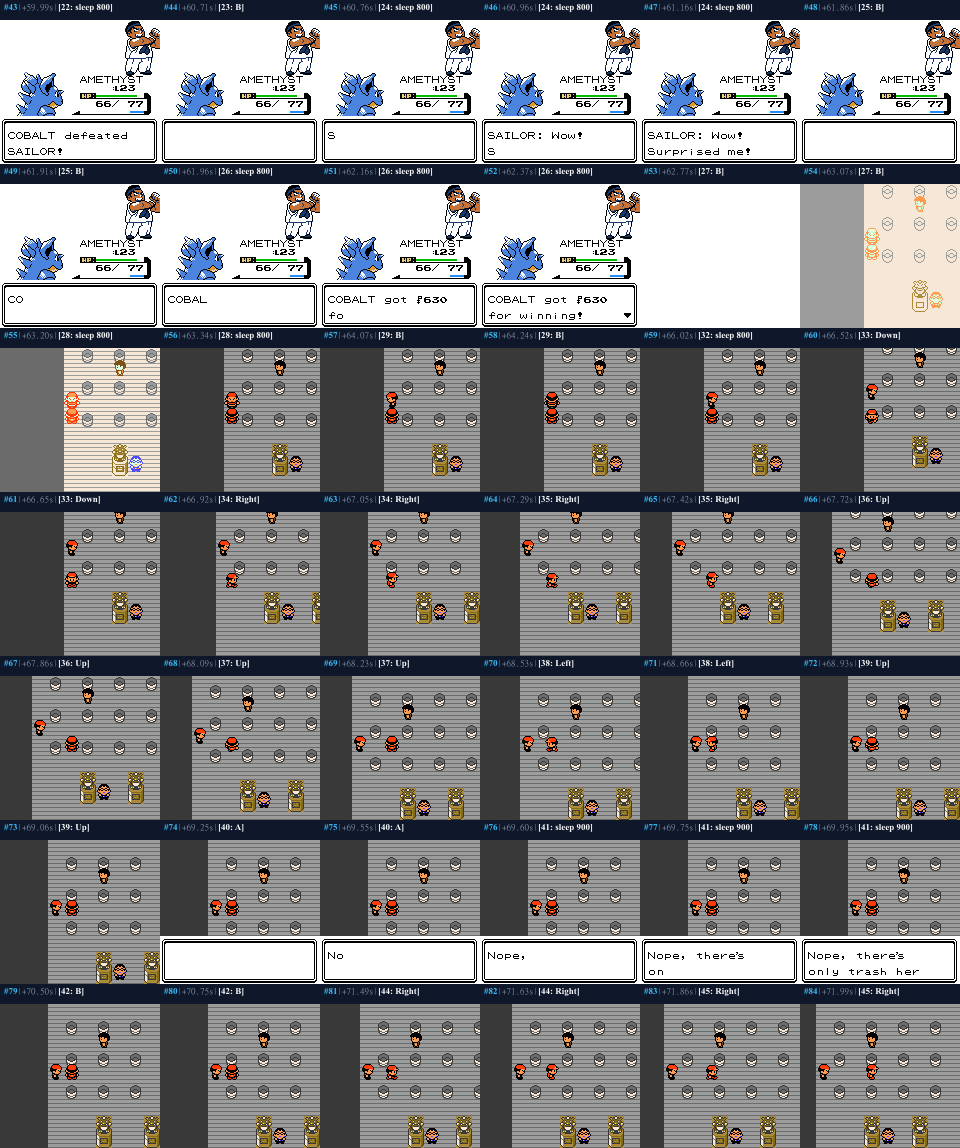 #43|+59.99s| [22: sleep 800]
#44|+60.71s| [23: B]
#45|+60.76s| [24: sleep 800]
#46|+60.96s| [24: sleep 800]
#47|+61.16s| [24: sleep 800]
#48|+61.86s| [25: B]
AMETHYST
:L23
HP:
66/ 77
COBALT defeated
SAILOR!
AMETHYST
:L23
HP:
66/ 77
AMETHYST
:L23
HP:
66/ 77
S
AMETHYST
:L23
HP:
66/ 77
SAILOR: Wow!
S
AMETHYST
:L23
HP:
66/ 77
SAILOR: Wow!
Surprised me!
AMETHYST
:L23
HP:
66/ 77
#49|+61.91s| [25: B]
#50|+61.96s| [26: sleep 800]
#51|+62.16s| [26: sleep 800]
#52|+62.37s| [26: sleep 800]
#53|+62.77s| [27: B]
#54|+63.07s| [27: B]
AMETHYST
:L23
HP:
66/ 77
CO
AMETHYST
:L23
HP:
66/ 77
COBAL
AMETHYST
:L23
HP:
66/ 77
COBALT got ₽630
fo
AMETHYST
:L23
HP:
66/ 77
COBALT got ₽630
for winning!
#55|+63.20s| [28: sleep 800]
#56|+63.34s| [28: sleep 800]
#57|+64.07s| [29: B]
#58|+64.24s| [29: B]
#59|+66.02s| [32: sleep 800]
#60|+66.52s| [33: Down]
#61|+66.65s| [33: Down]
#62|+66.92s| [34: Right]
#63|+67.05s| [34: Right]
#64|+67.29s| [35: Right]
#65|+67.42s| [35: Right]
#66|+67.72s| [36: Up]
#67|+67.86s| [36: Up]
#68|+68.09s| [37: Up]
#69|+68.23s| [37: Up]
#70|+68.53s| [38: Left]
#71|+68.66s| [38: Left]
#72|+68.93s| [39: Up]
#73|+69.06s| [39: Up]
#74|+69.25s| [40: A]
#75|+69.55s| [40: A]
#76|+69.60s| [41: sleep 900]
#77|+69.75s| [41: sleep 900]
#78|+69.95s| [41: sleep 900]
No
Nope,
Nope, there's
on
Nope, there's
only trash her
#79|+70.50s| [42: B]
#80|+70.75s| [42: B]
#81|+71.49s| [44: Right]
#82|+71.63s| [44: Right]
#83|+71.86s| [45: Right]
#84|+71.99s| [45: Right]